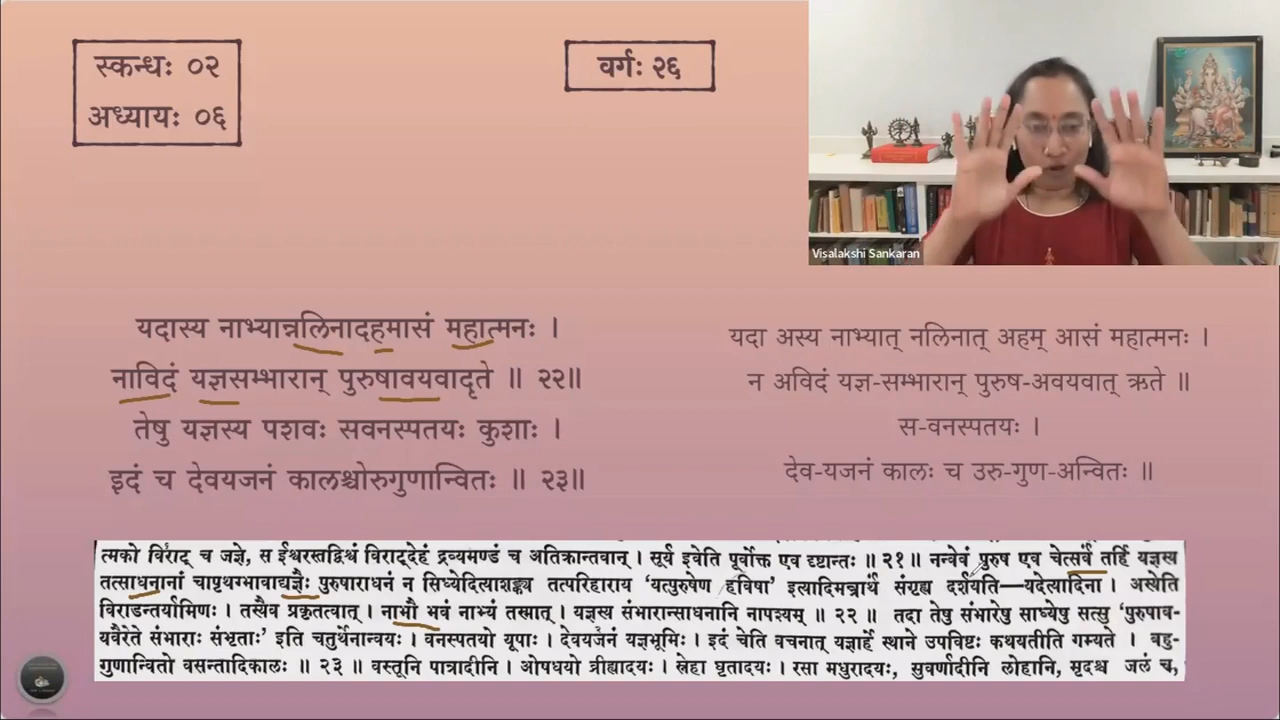 स्कन्धः ०२
अध्यायः ०६
वर्गः २६
Visalakshi Sankaran
यदास्य नाभ्यान्नलिनादहमासं महात्मनः ।
नाविदं यज्ञसम्भारान् पुरुषावयवादृते ॥ २२॥
तेषु यज्ञस्य पशवः सवनस्पतयः कुशाः ।
इदं च देवयजनं कालश्चोरुगुणान्वितः ॥ २३॥
यदा अस्य नाभ्यात् नलिनात् अहम् आसं महात्मनः ।
न अविदं यज्ञ-सम्भारान् पुरुष-अवयवात् ऋते ॥
स-वनस्पतयः ।
देव-यजनं कालः च उरु-गुण-अन्वितः ॥
त्मको विराट् च जज्ञे, स ईश्वरस्तद्विश्वं विराट्देहं द्रव्यमण्डं च अतिक्रान्तवान् । सूर्य इवेति पूर्वोक्त एव दृष्टान्तः ॥ २१॥ नन्वेवं पुरुष एव चेत्सर्वं तर्हि यज्ञस्य
तत्साधनानां चापृथग्भावाद्यज्ञैः पुरुषाराधनं न सिध्येदित्याशङ्क्य तत्परिहाराय 'यत्पुरुषेण हविषा' इत्यादिमन्त्रार्थं संगृह्य दर्शयति—यदेत्यादिना । अस्येति
विराडन्तर्यामिणः । तस्यैव प्रकृतत्वात् । नाभौ भवं नाभ्यं तस्मात् । यज्ञस्य संभारान्साधनानि नापश्यम् ॥ २२ ॥ तदा तेषु संभारेषु साध्येषु सत्सु 'पुरुषाव-
यवैरेते संभाराः संभृताः' इति चतुर्थेनान्वयः । वनस्पतयो यूपाः । देवयजनं यज्ञभूमिः । इदं चेति वचनात् यज्ञार्हे स्थाने उपविष्टः कथयतीति गम्यते । बहु-
गुणान्वितो वसन्तादिकालः ॥ २३ ॥ वस्तूनि पात्रादीनि । ओषधयो व्रीह्यादयः । स्नेहा घृतादयः । रसा मधुरादयः, सुवर्णादीनि लोहानि, मृदश्च जलं च,